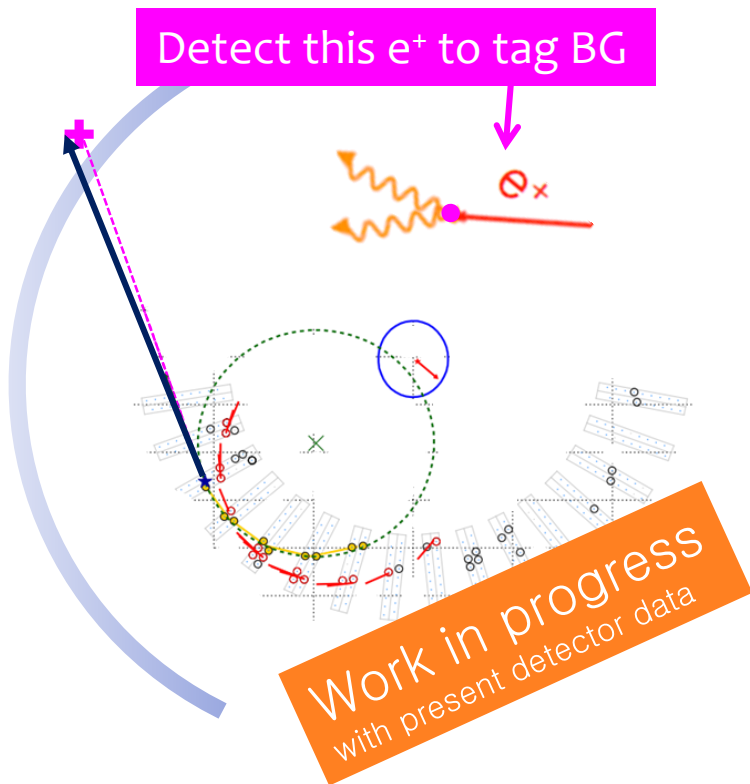 Detect this e⁺ to tag BG
e₊
Work in progress
with present detector data